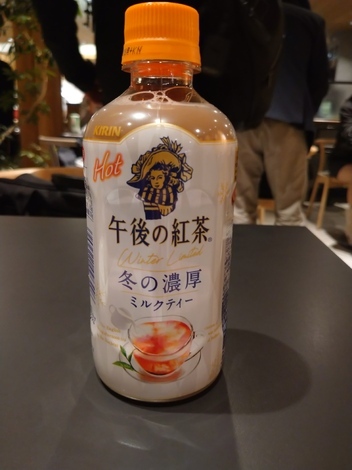 KIRIN
Hot
午後の紅茶®
Winter Limited
冬の濃厚
ミルクティー